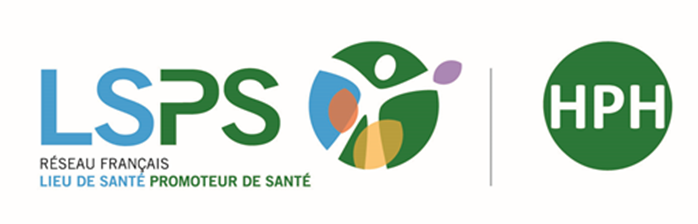 LSPS
RÉSEAU FRANÇAIS
LIEU DE SANTÉ PROMOTEUR DE SANTÉ
HPH